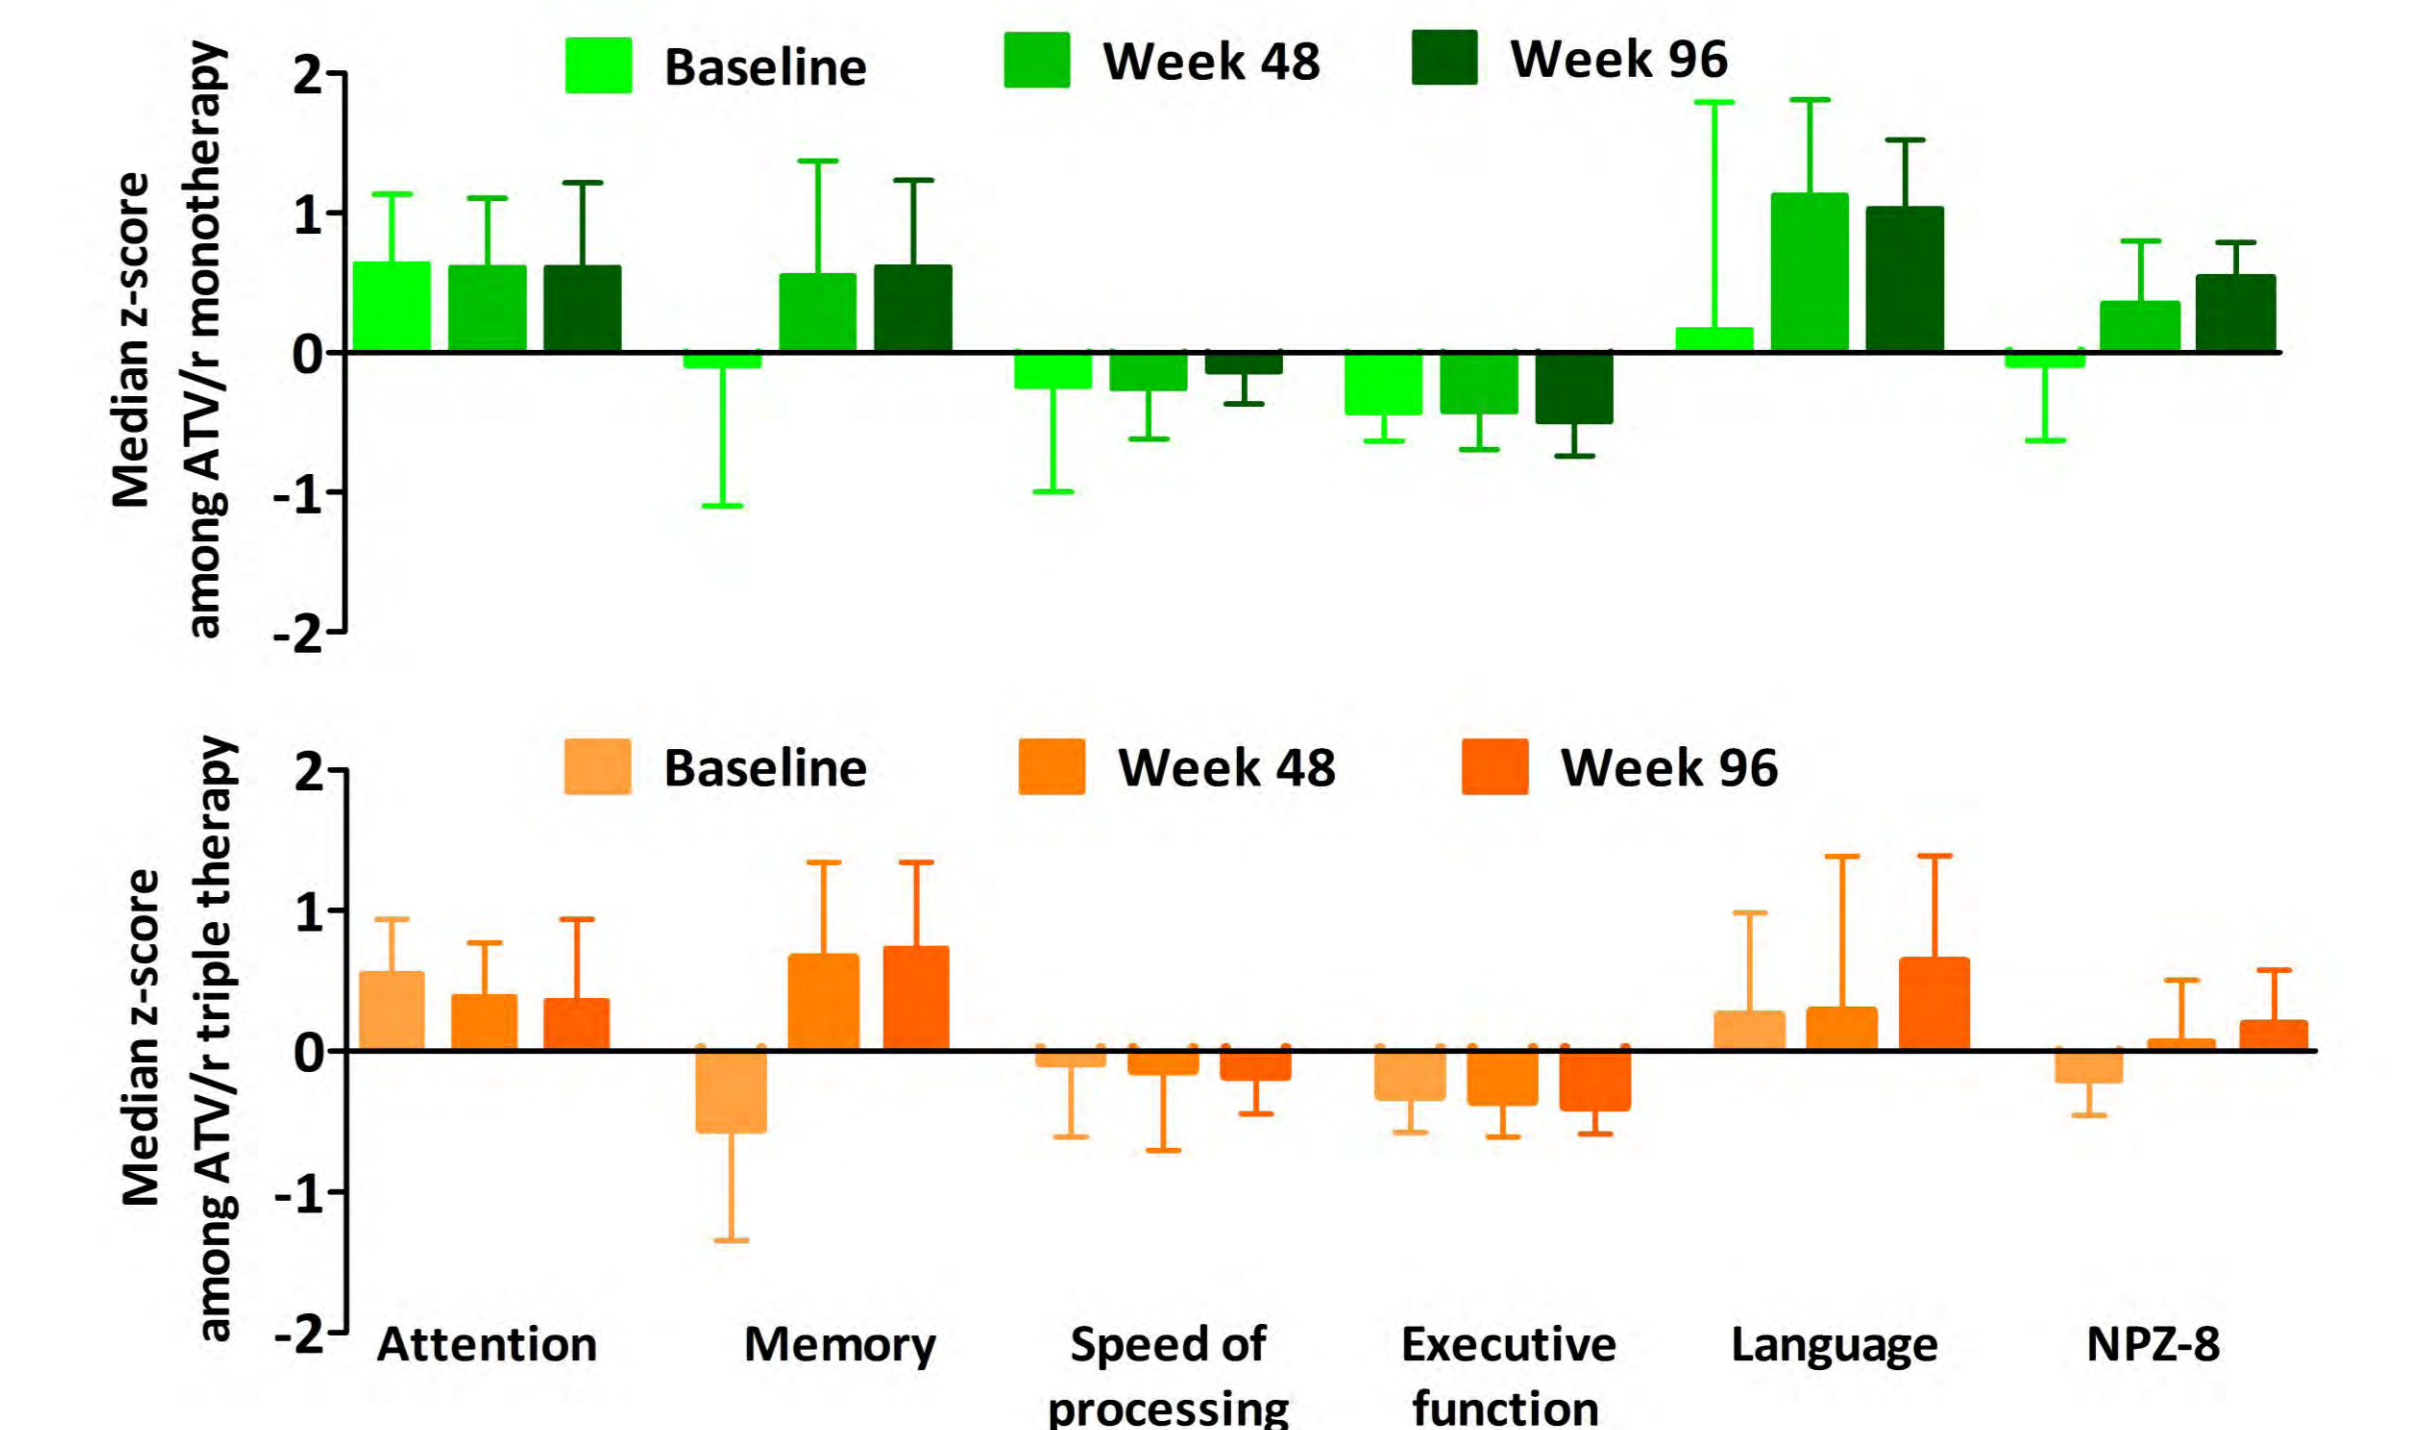 Median z-score
among ATV/r monotherapy
Baseline
Week 48
Week 96
2
1
0
-1
-2
Median z-score
among ATV/r triple therapy
Baseline
Week 48
Week 96
2
1
0
-1
-2
Attention
Memory
Speed of
processing
Executive
function
Language
NPZ-8